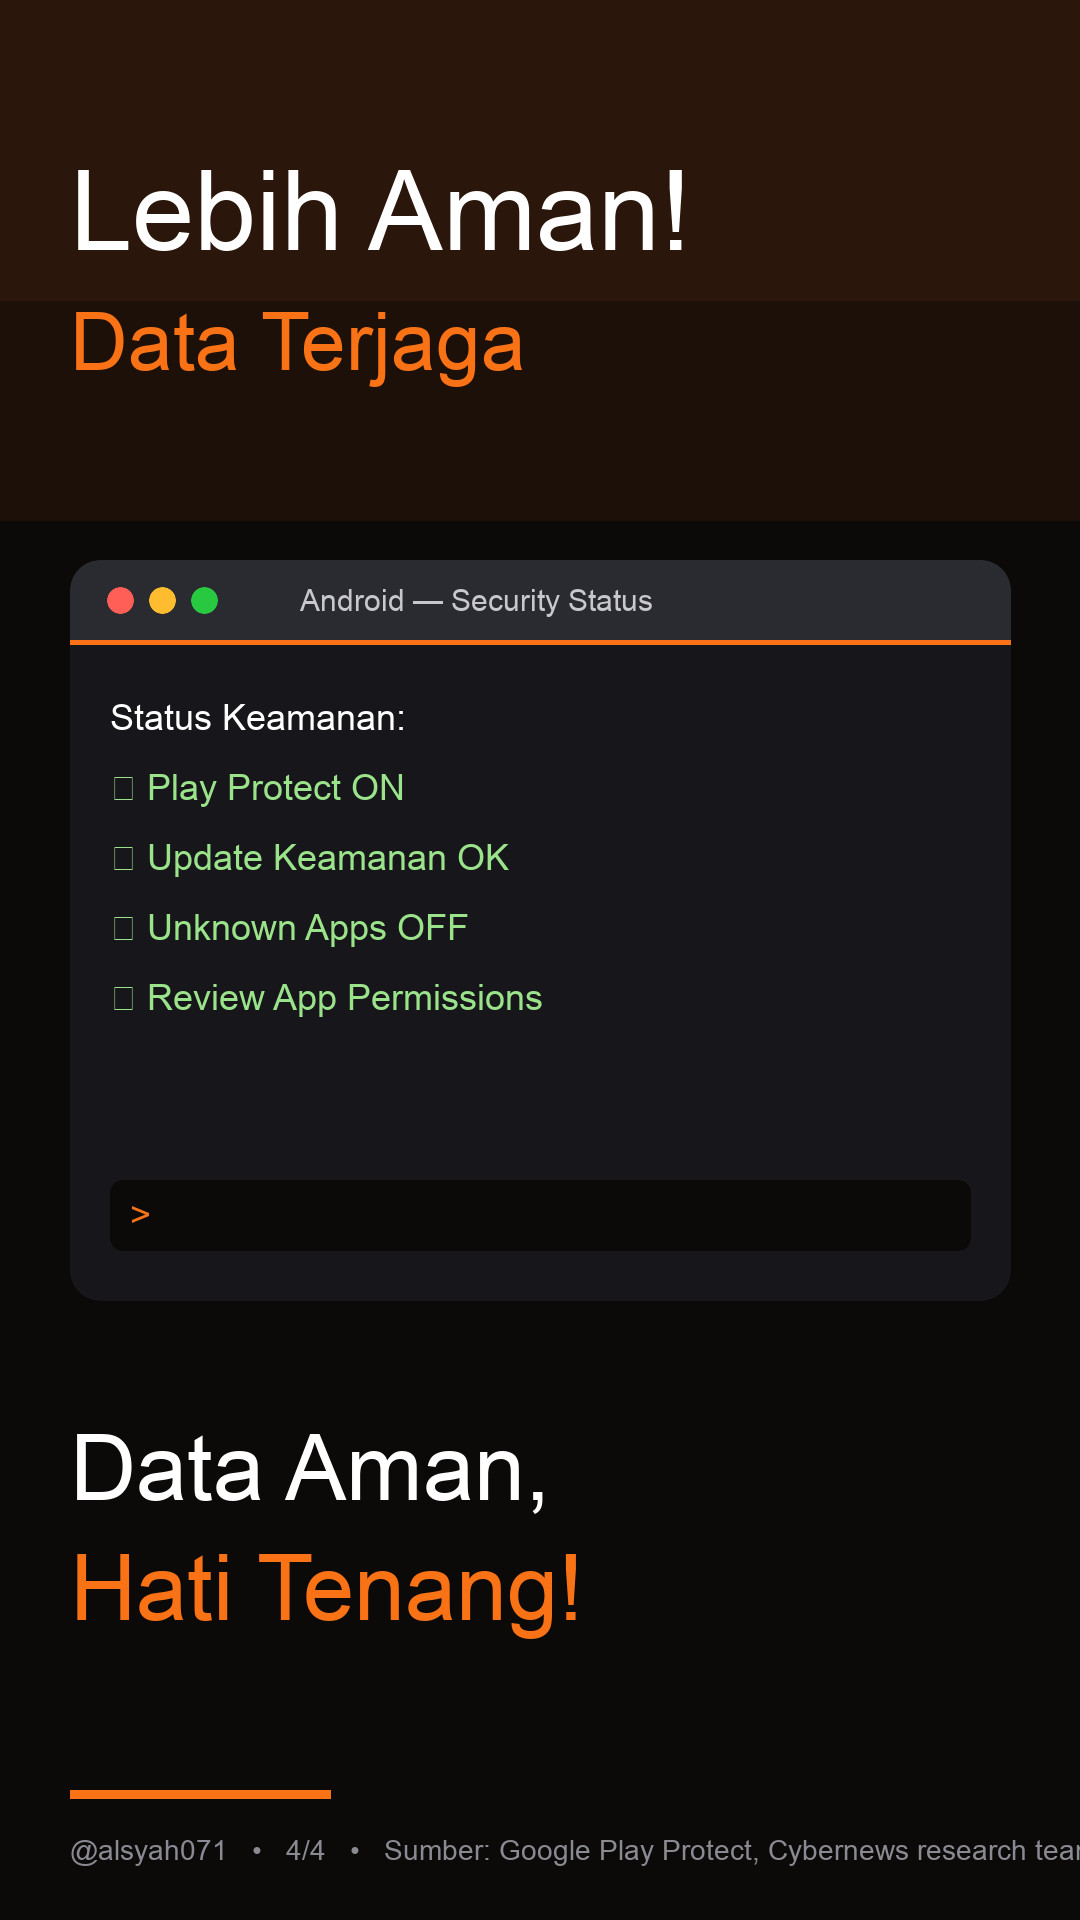 Lebih Aman!
Data Terjaga
Android — Security Status
Status Keamanan:
□ Play Protect ON
□ Update Keamanan OK
□ Unknown Apps OFF
□ Review App Permissions
>
Data Aman,
Hati Tenang!
@alsyah071 • 4/4 • Sumber: Google Play Protect, Cybernews research